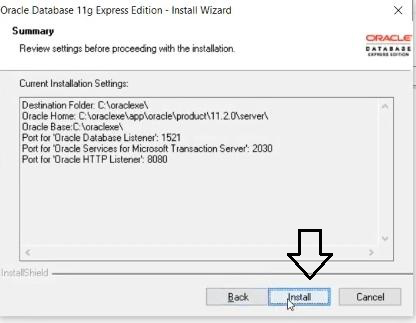 Oracle Database 11g Express Edition - Install Wizard
Summary
Review settings before proceeding with the installation.
ORACLE
DATABASE
EXPRESS EDITION
Current Installation Settings:
Destination Folder: C:\oraclexe\
Oracle Home: C:\oraclexe\app\oracle\product\11.2.0\server\
Oracle Base:C:\oraclexe\
Port for 'Oracle Database Listener': 1521
Port for 'Oracle Services for Microsoft Transaction Server': 2030
Port for 'Oracle HTTP Listener': 8080
InstallShield
Back
Install
Cancel